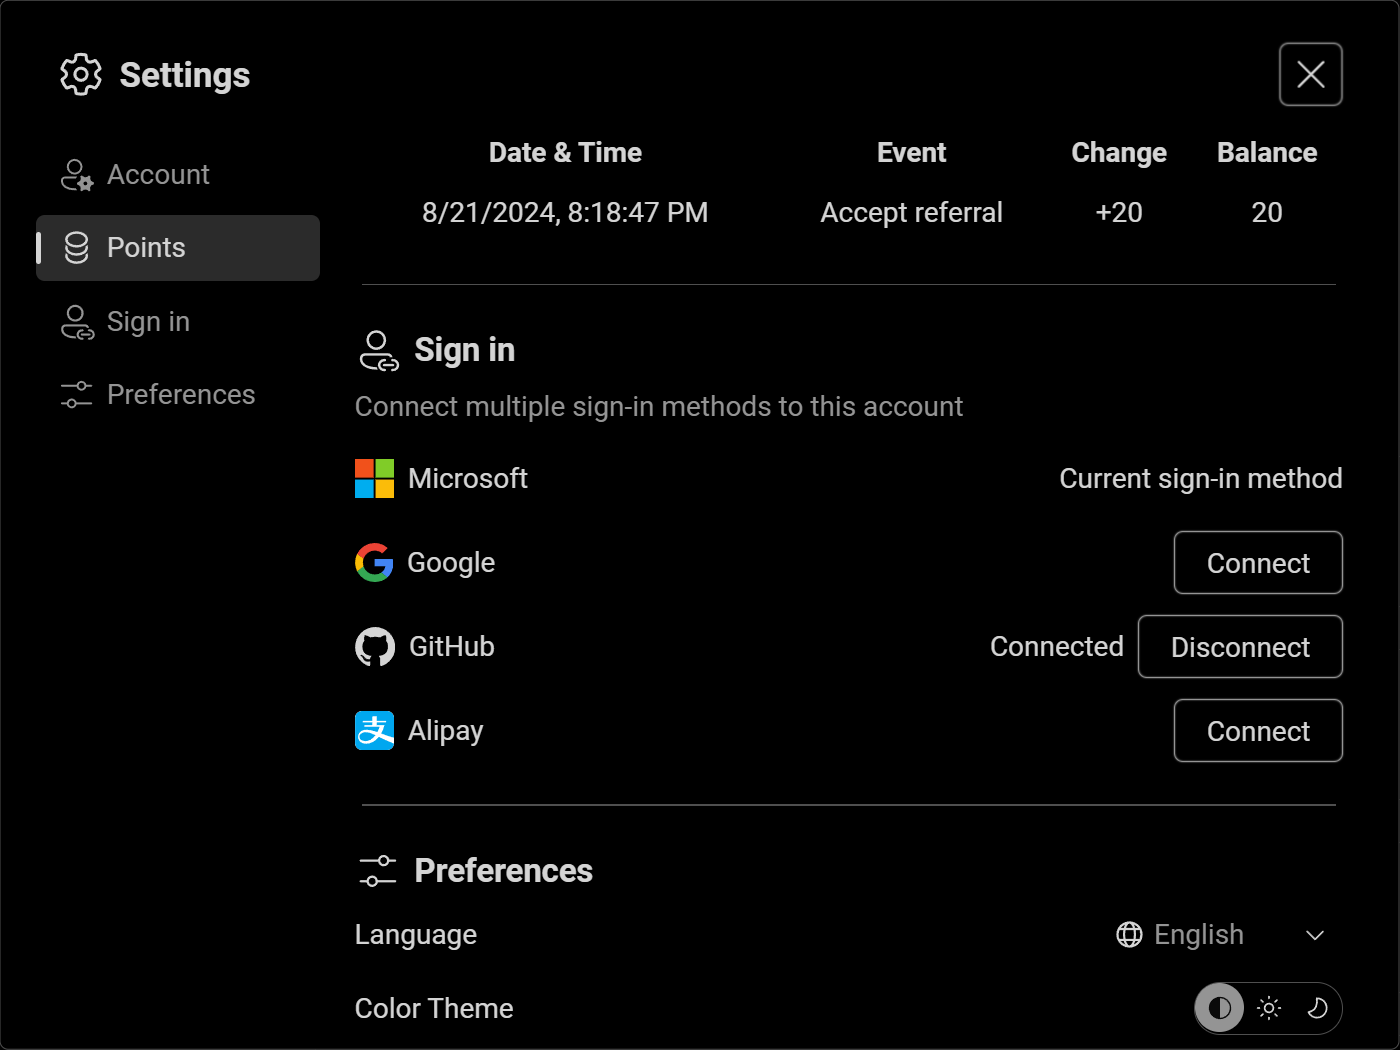 Settings
Account
Points
Sign in
Preferences
Date & Time Event Change Balance
8/21/2024, 8:18:47 PM Accept referral +20 20
Sign in
Connect multiple sign-in methods to this account
Microsoft Current sign-in method
Google Connect
GitHub Connected Disconnect
支 Alipay Connect
Preferences
Language English
Color Theme